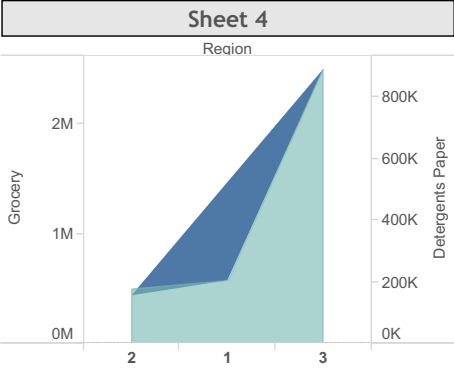 Sheet 4
Region
2M
1M
0M
Grocery
800K
600K
400K
200K
0K
Detergents Paper
2 1 3